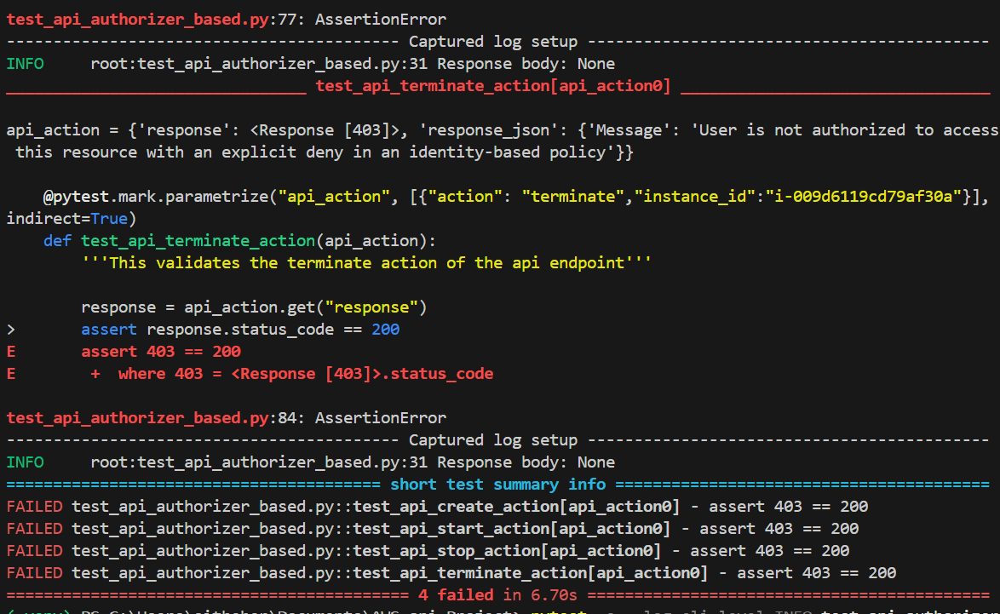 test_api_authorizer_based.py:77: AssertionError
------------------------------------------ Captured log setup -------------------------------------------
INFO     root:test_api_authorizer_based.py:31 Response body: None
________________________________ test_api_terminate_action[api_action0] _________________________________
api_action = {'response': <Response [403]>, 'response_json': {'Message': 'User is not authorized to access
 this resource with an explicit deny in an identity-based policy'}}
    @pytest.mark.parametrize("api_action", [{"action": "terminate","instance_id":"i-009d6119cd79af30a"}],
indirect=True)
    def test_api_terminate_action(api_action):
        '''This validates the terminate action of the api endpoint'''
        response = api_action.get("response")
>       assert response.status_code == 200
E       assert 403 == 200
E        +  where 403 = <Response [403]>.status_code
test_api_authorizer_based.py:84: AssertionError
------------------------------------------ Captured log setup -------------------------------------------
INFO     root:test_api_authorizer_based.py:31 Response body: None
======================================== short test summary info ========================================
FAILED test_api_authorizer_based.py::test_api_create_action[api_action0] - assert 403 == 200
FAILED test_api_authorizer_based.py::test_api_start_action[api_action0] - assert 403 == 200
FAILED test_api_authorizer_based.py::test_api_stop_action[api_action0] - assert 403 == 200
FAILED test_api_authorizer_based.py::test_api_terminate_action[api_action0] - assert 403 == 200
=========================================== 4 failed in 6.70s ===========================================